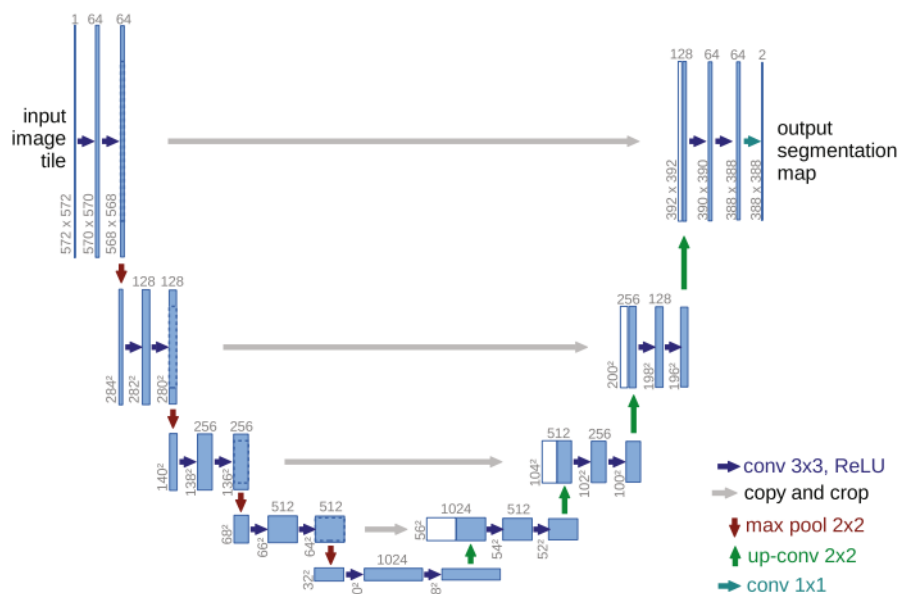 1 64 64
input
image
tile
572 x 572
570 x 570
568 x 568
128 64 64 2
output
segmentation
map
392 x 392
390 x 390
388 x 388
388 x 388
128 128
284²
282²
280²
256 128
200²
198²
196²
256 256
140²
138²
136²
512 256
104²
102²
100²
512 512
68²
66²
64²
1024 512
56²
54²
52²
1024
32²
0²
8²
conv 3x3, ReLU
copy and crop
max pool 2x2
up-conv 2x2
conv 1x1